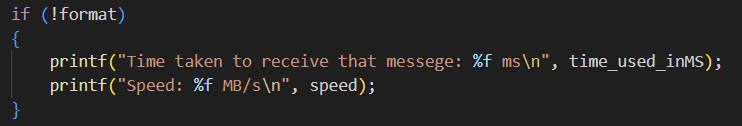 if (!format)
{
    printf("Time taken to receive that messege: %f ms\n", time_used_inMS);
    printf("Speed: %f MB/s\n", speed);
}